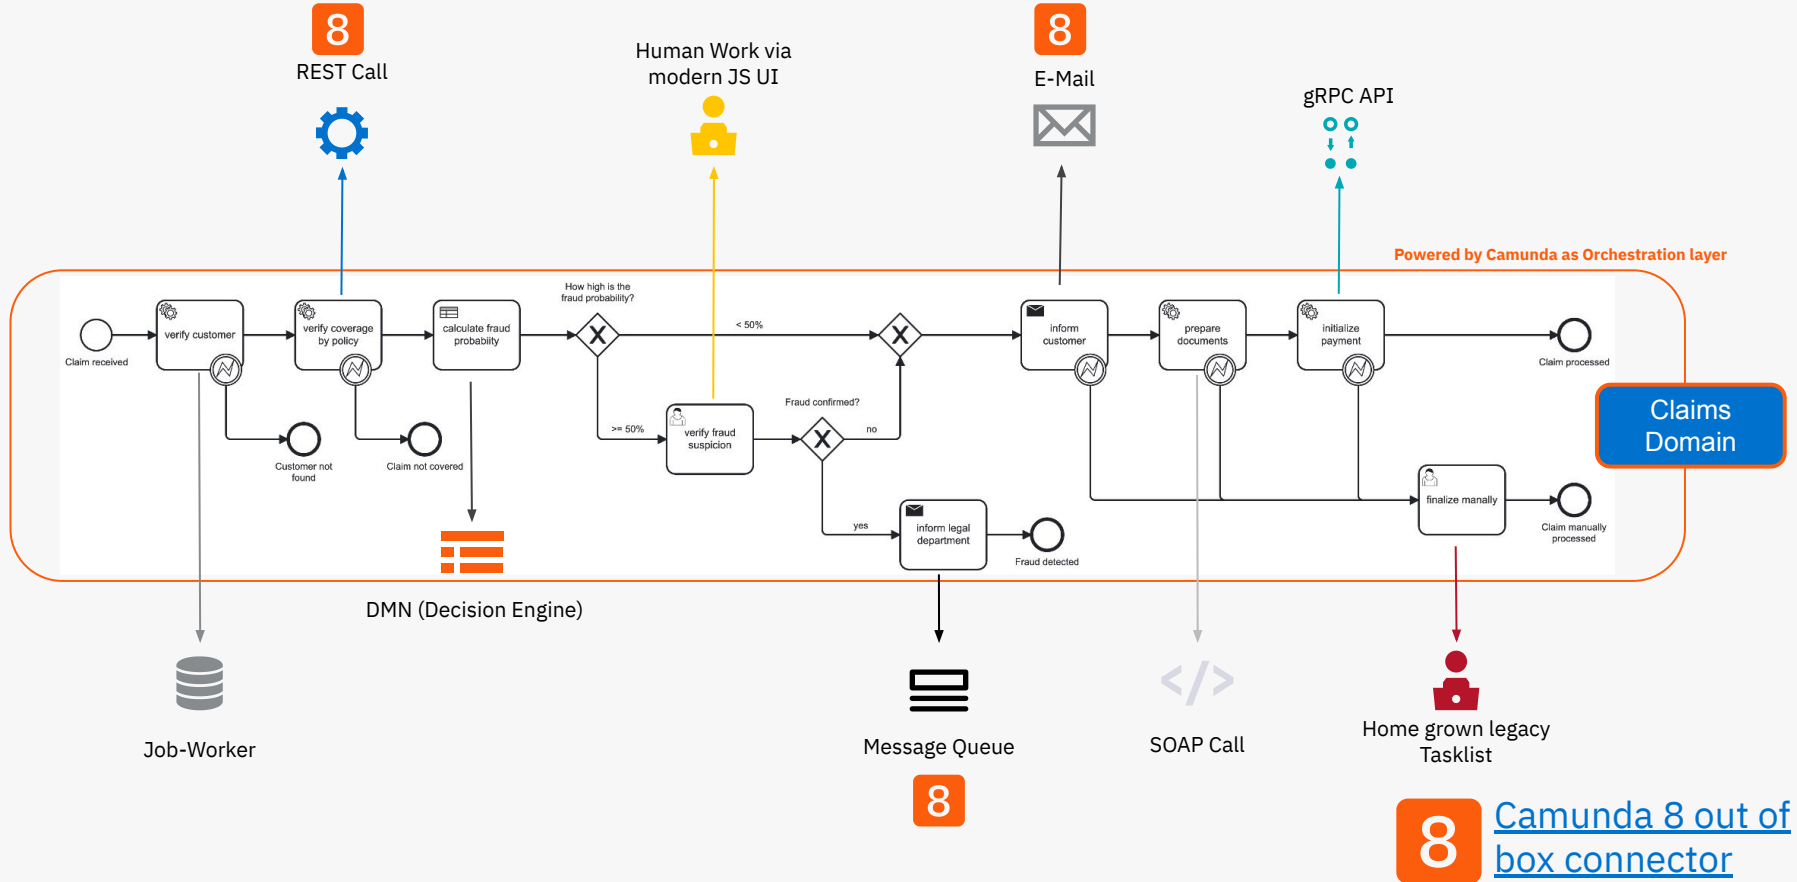 8
REST Call
Human Work via
modern JS UI
8
E-Mail
gRPC API
Powered by Camunda as Orchestration layer
Claim received
verify customer
Customer not
found
verify coverage
by policy
Claim not covered
calculate fraud
probabiity
How high is the
fraud probability?
< 50%
>= 50%
verify fraud
suspicion
Fraud confirmed?
no
yes
inform legal
department
Fraud detected
inform
customer
prepare
documents
initialize
payment
Claim processed
finalize manally
Claim manually
processed
Claims
Domain
DMN (Decision Engine)
Job-Worker
Message Queue
8
SOAP Call
</>
Home grown legacy
Tasklist
8
Camunda 8 out of
box connector